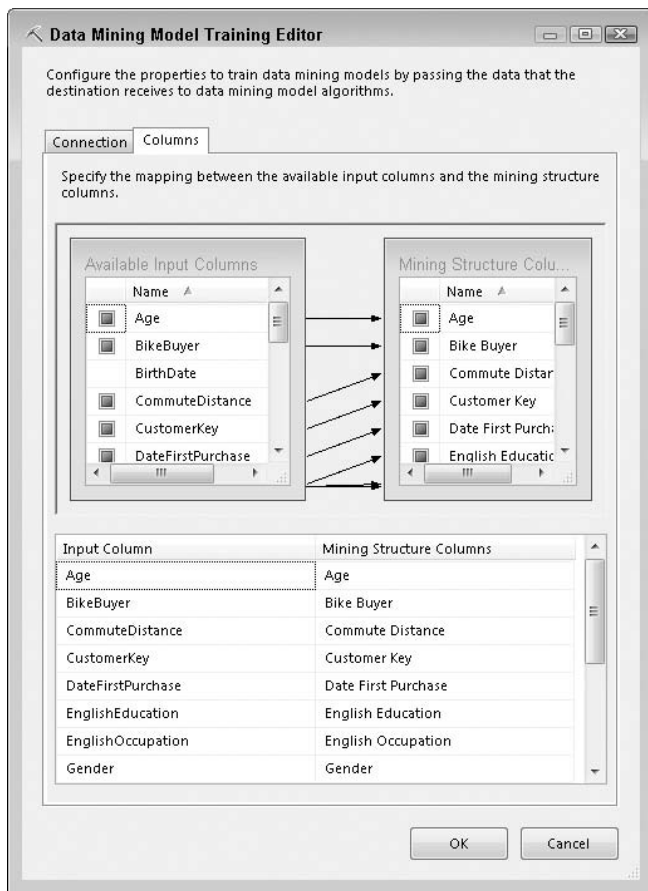 Data Mining Model Training Editor
Configure the properties to train data mining models by passing the data that the
destination receives to data mining model algorithms.
Connection
Columns
Specify the mapping between the available input columns and the mining structure
columns.
Available Input Columns
Name
Age
BikeBuyer
BirthDate
CommuteDistance
CustomerKey
DateFirstPurchase
Mining Structure Colu...
Name
Age
Bike Buyer
Commute Distar
Customer Key
Date First Purch
English Educatic
Input Column Mining Structure Columns
Age Age
BikeBuyer Bike Buyer
CommuteDistance Commute Distance
CustomerKey Customer Key
DateFirstPurchase Date First Purchase
EnglishEducation English Education
EnglishOccupation English Occupation
Gender Gender
OK
Cancel